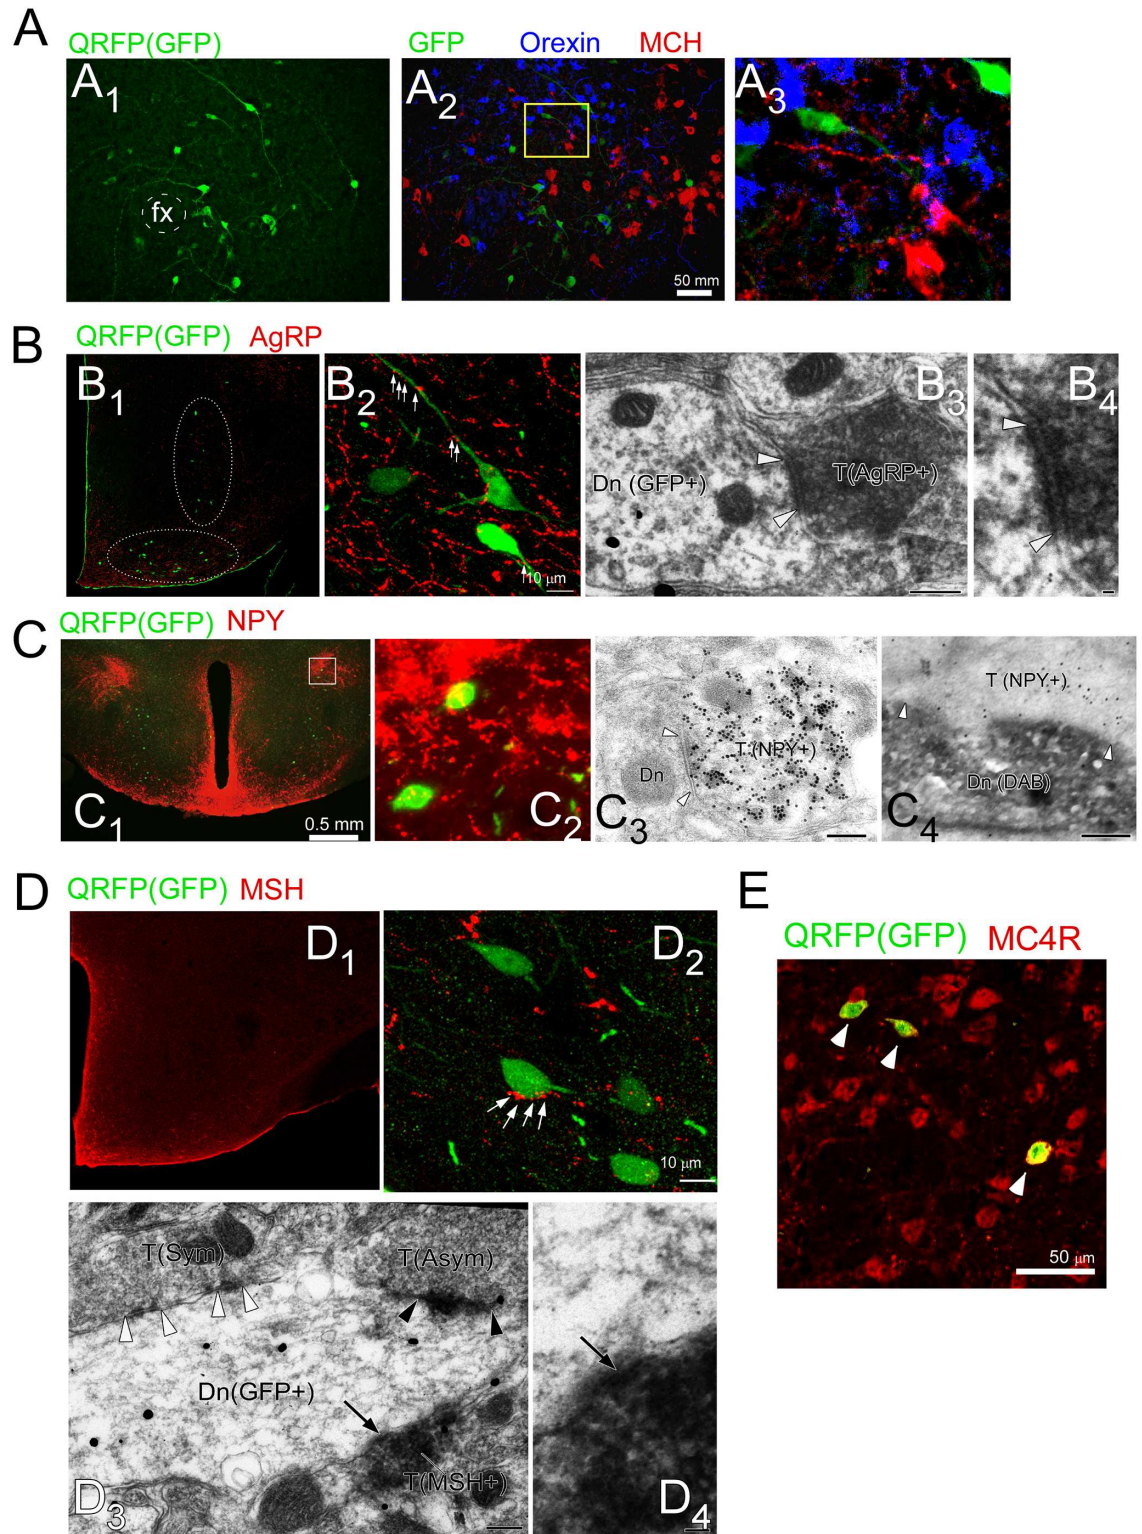 A
QRFP(GFP) GFP Orexin MCH
A1 A2 A3
fx
50 mm
B
QRFP(GFP) AgRP
B1 B2 B3 B4
Dn (GFP+) T(AgRP+)
10 μm
C
QRFP(GFP) NPY
T (NPY+)
Dn T (NPY+)
Dn (DAB)
C1 0.5 mm C2 C3 C4
D
QRFP(GFP) MSH
D1 D2
10 μm
T(Sym) T(Asym)
Dn(GFP+)
T(MSH+)
D3 D4
E
QRFP(GFP) MC4R
50 μm